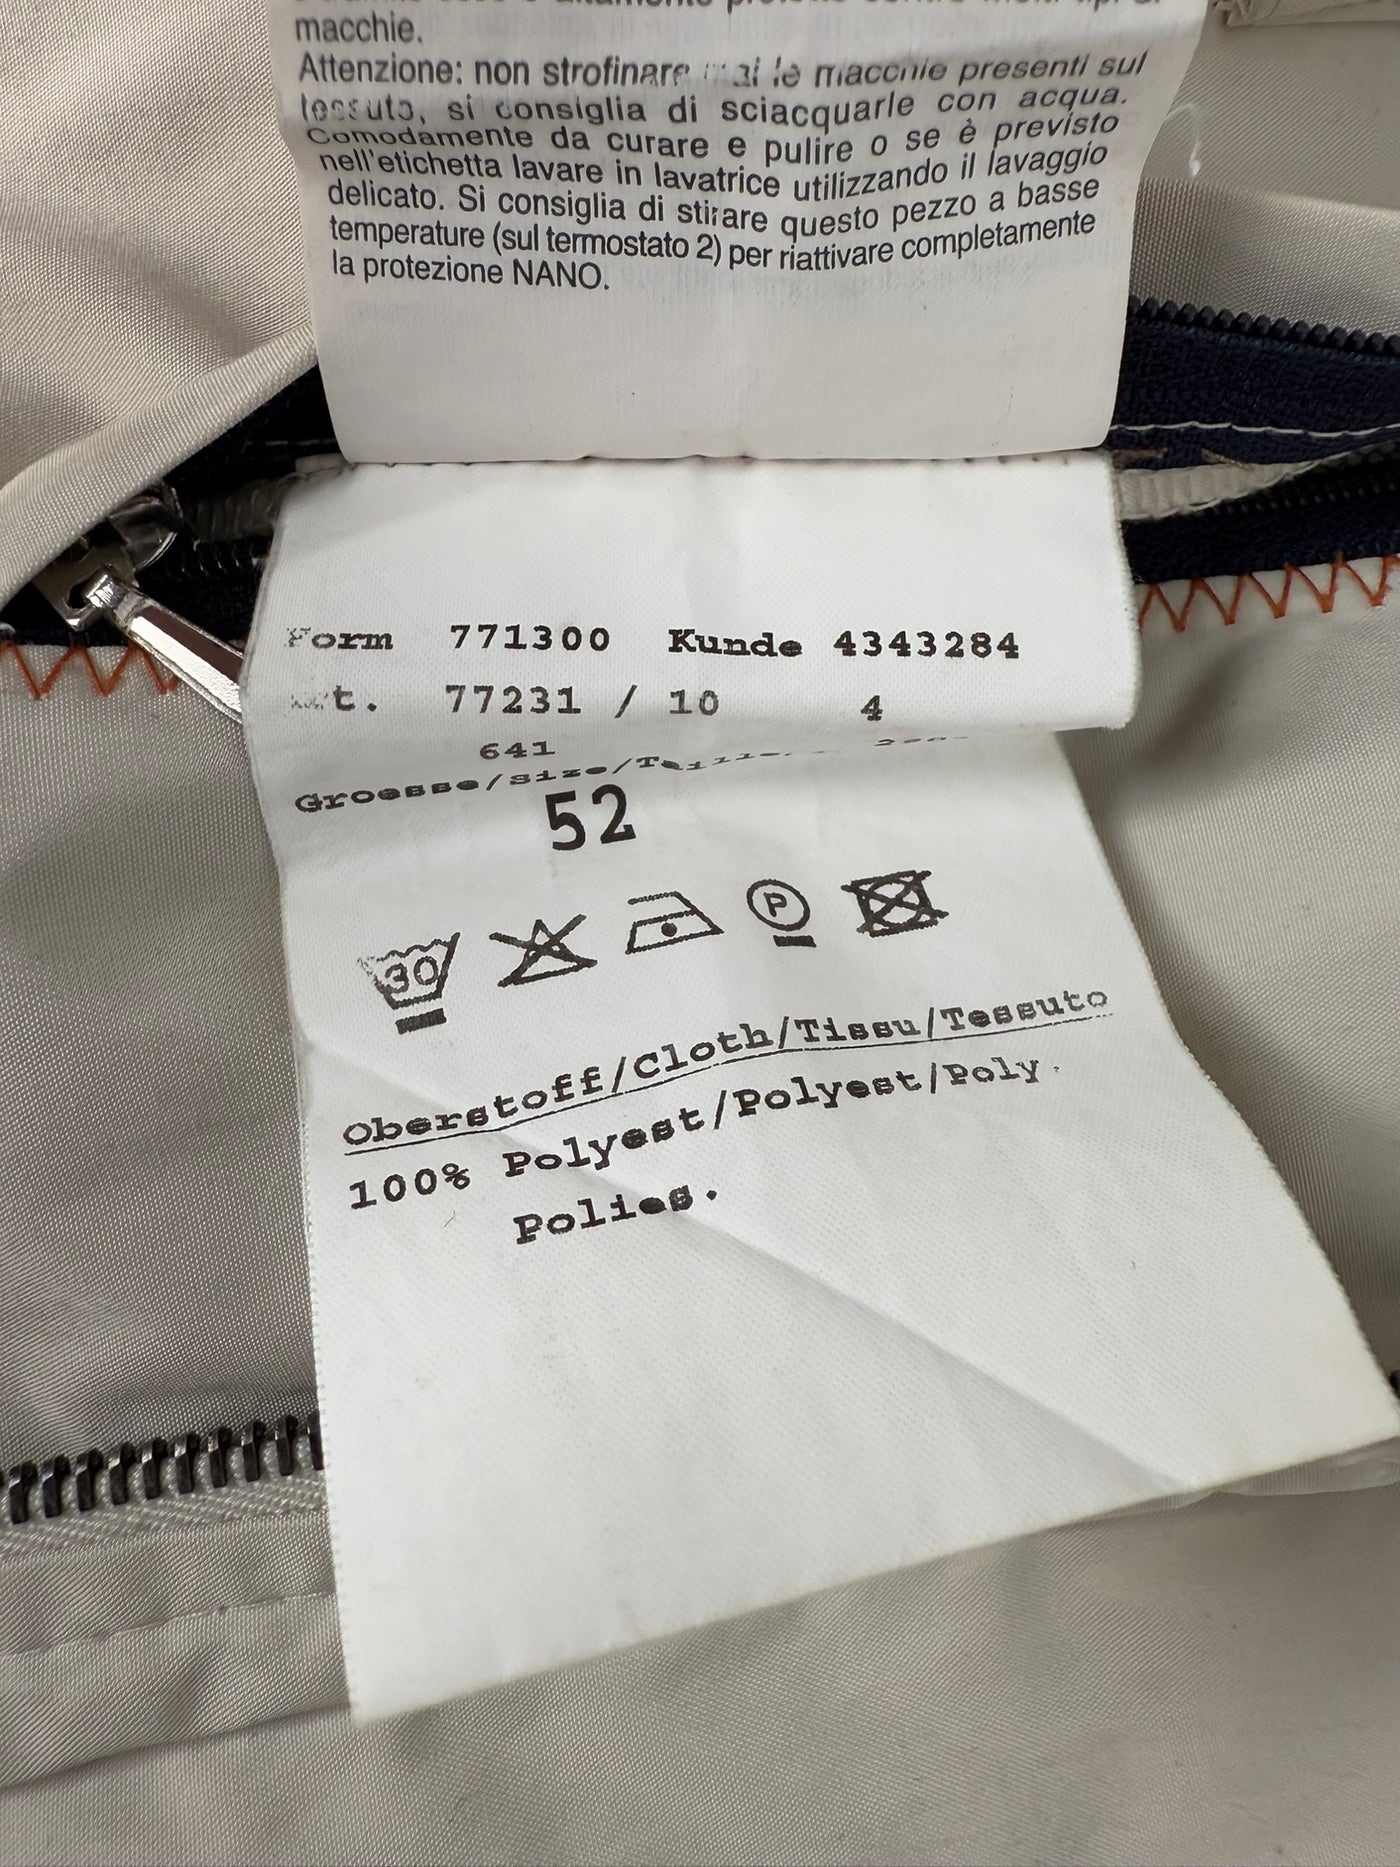 macchie.
Attenzione: non strofinare mai le macchie presenti sul
tessuto, si consiglia di sciacquarle con acqua.
Comodamente da curare e pulire o se è previsto
nell'etichetta lavare in lavatrice utilizzando il lavaggio
delicato. Si consiglia di stirare questo pezzo a basse
temperature (sul termostato 2) per riattivare completamente
la protezione NANO.
Form 771300 Kunde 4343284
77231 / 10 4
641
Groesse/Size/Taille
52
30 P
Oberstoff/Cloth/Tissu/Tessuto
100% Polyest/Polyest/Poly.
Polies.